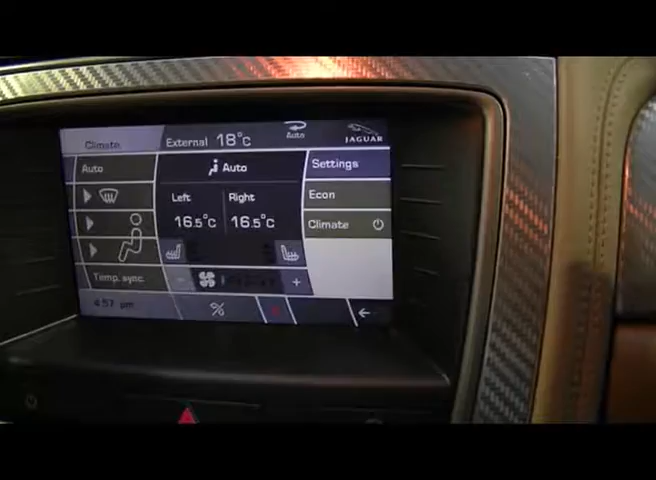 Climate External 18°C Auto JAGUAR
Auto Auto Settings
Left Right Econ
16.5°C 16.5°C Climate
Temp. sync. - +
4:57 pm